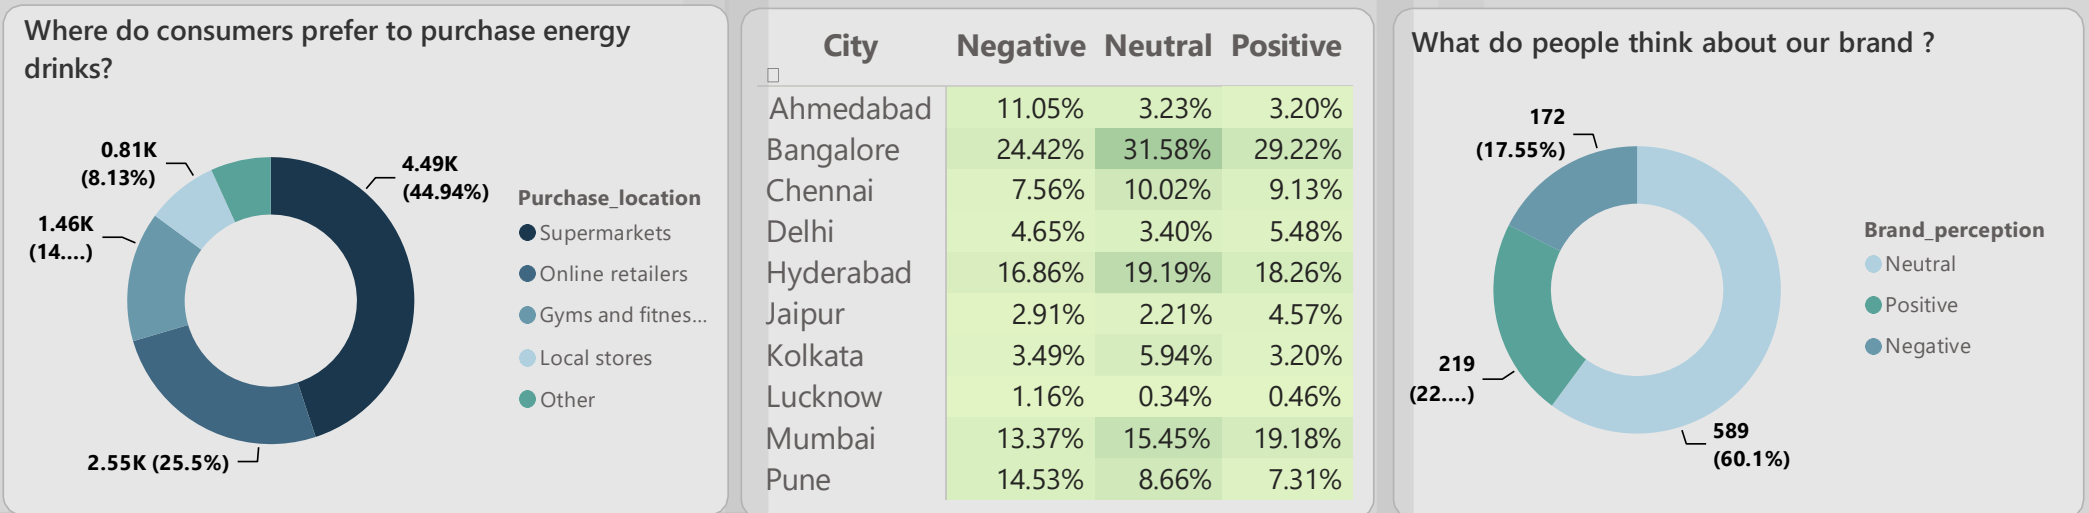 Where do consumers prefer to purchase energy
drinks?
0.81K
(8.13%)
4.49K
(44.94%)
1.46K
(14....)
2.55K (25.5%)
Purchase_location
Supermarkets
Online retailers
Gyms and fitnes...
Local stores
Other
City Negative Neutral Positive
Ahmedabad 11.05% 3.23% 3.20%
Bangalore 24.42% 31.58% 29.22%
Chennai 7.56% 10.02% 9.13%
Delhi 4.65% 3.40% 5.48%
Hyderabad 16.86% 19.19% 18.26%
Jaipur 2.91% 2.21% 4.57%
Kolkata 3.49% 5.94% 3.20%
Lucknow 1.16% 0.34% 0.46%
Mumbai 13.37% 15.45% 19.18%
Pune 14.53% 8.66% 7.31%
What do people think about our brand ?
172
(17.55%)
219
(22....)
589
(60.1%)
Brand_perception
Neutral
Positive
Negative